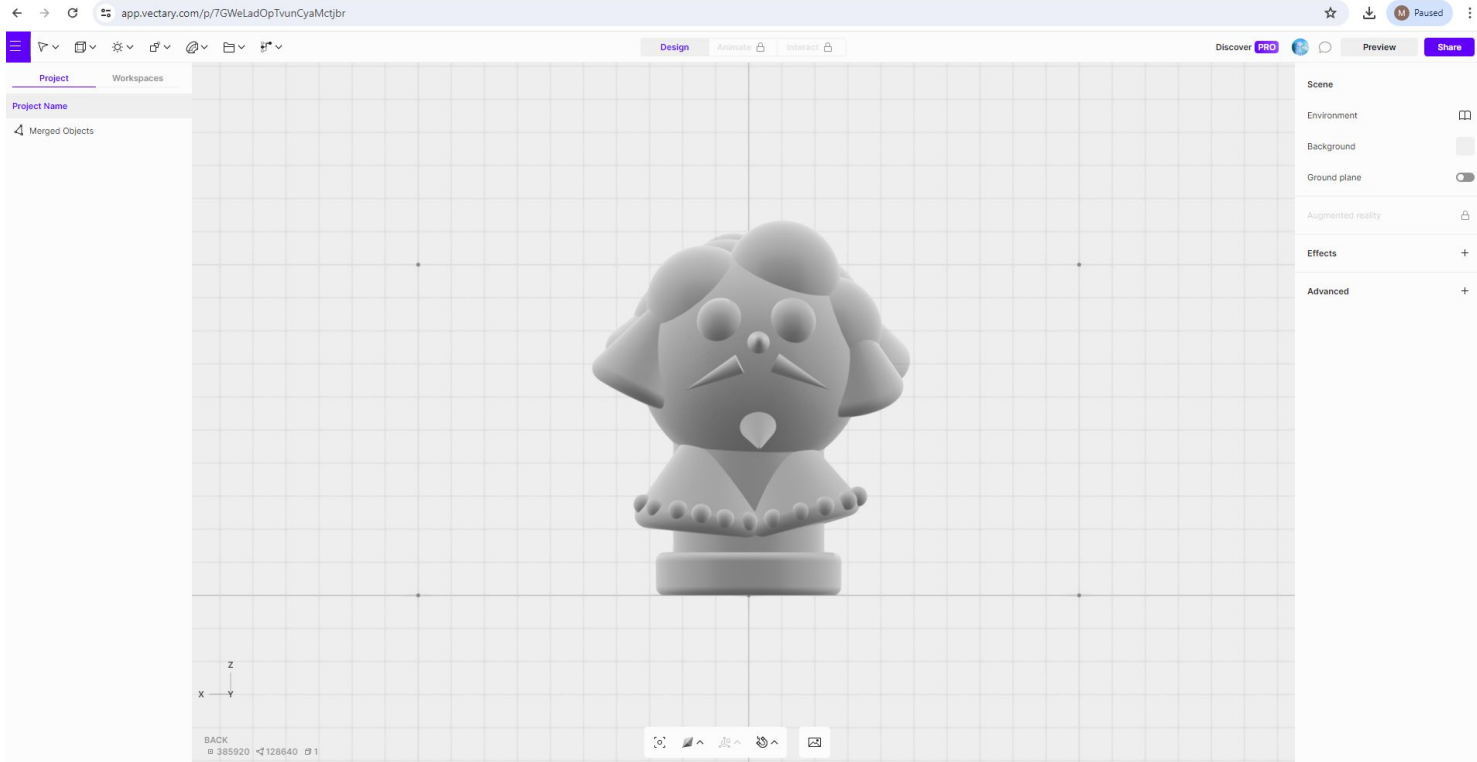 app.vectary.com/p/7GWeLadOpTvunCyaMctjbr
M Paused
Design Animate Interact
Discover PRO Preview Share
Project Workspaces
Project Name
Merged Objects
Scene
Environment
Background
Ground plane
Augmented reality
Effects +
Advanced +
Z
X Y
BACK
385920 128640 1